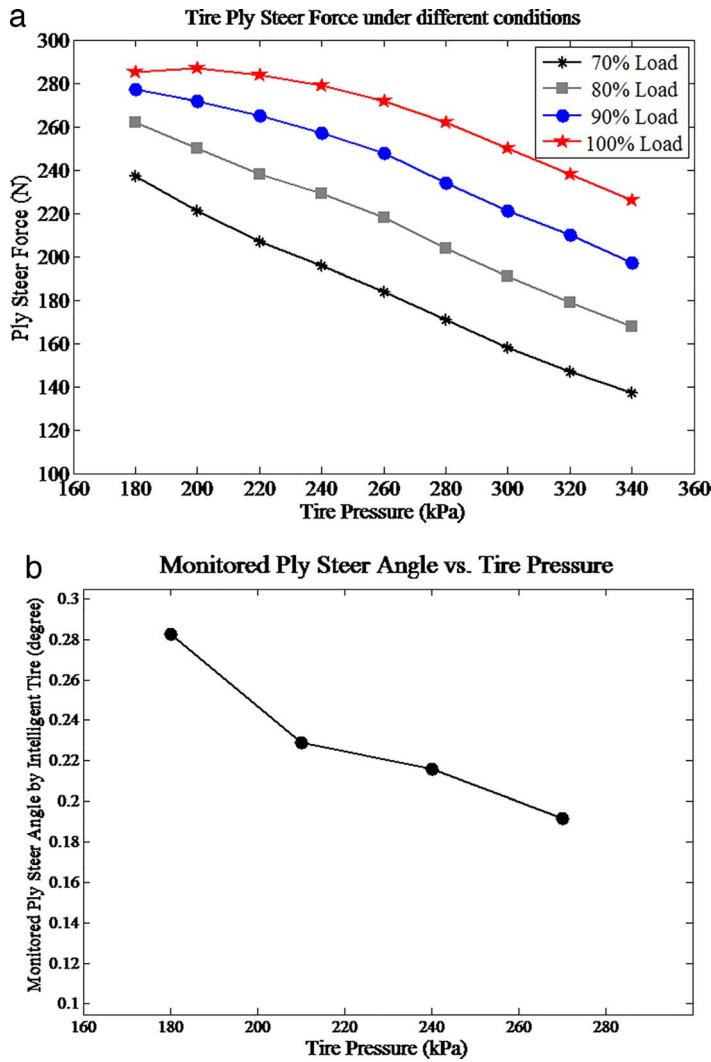 a
Tire Ply Steer Force under different conditions
300
280
260
240
220
200
180
160
140
120
100
Ply Steer Force (N)
70% Load
80% Load
90% Load
100% Load
160 180 200 220 240 260 280 300 320 340 360
Tire Pressure (kPa)
b
Monitored Ply Steer Angle vs. Tire Pressure
0.3
0.28
0.26
0.24
0.22
0.2
0.18
0.16
0.14
0.12
0.1
Monitored Ply Steer Angle by Intelligent Tire (degree)
160 180 200 220 240 260 280
Tire Pressure (kPa)